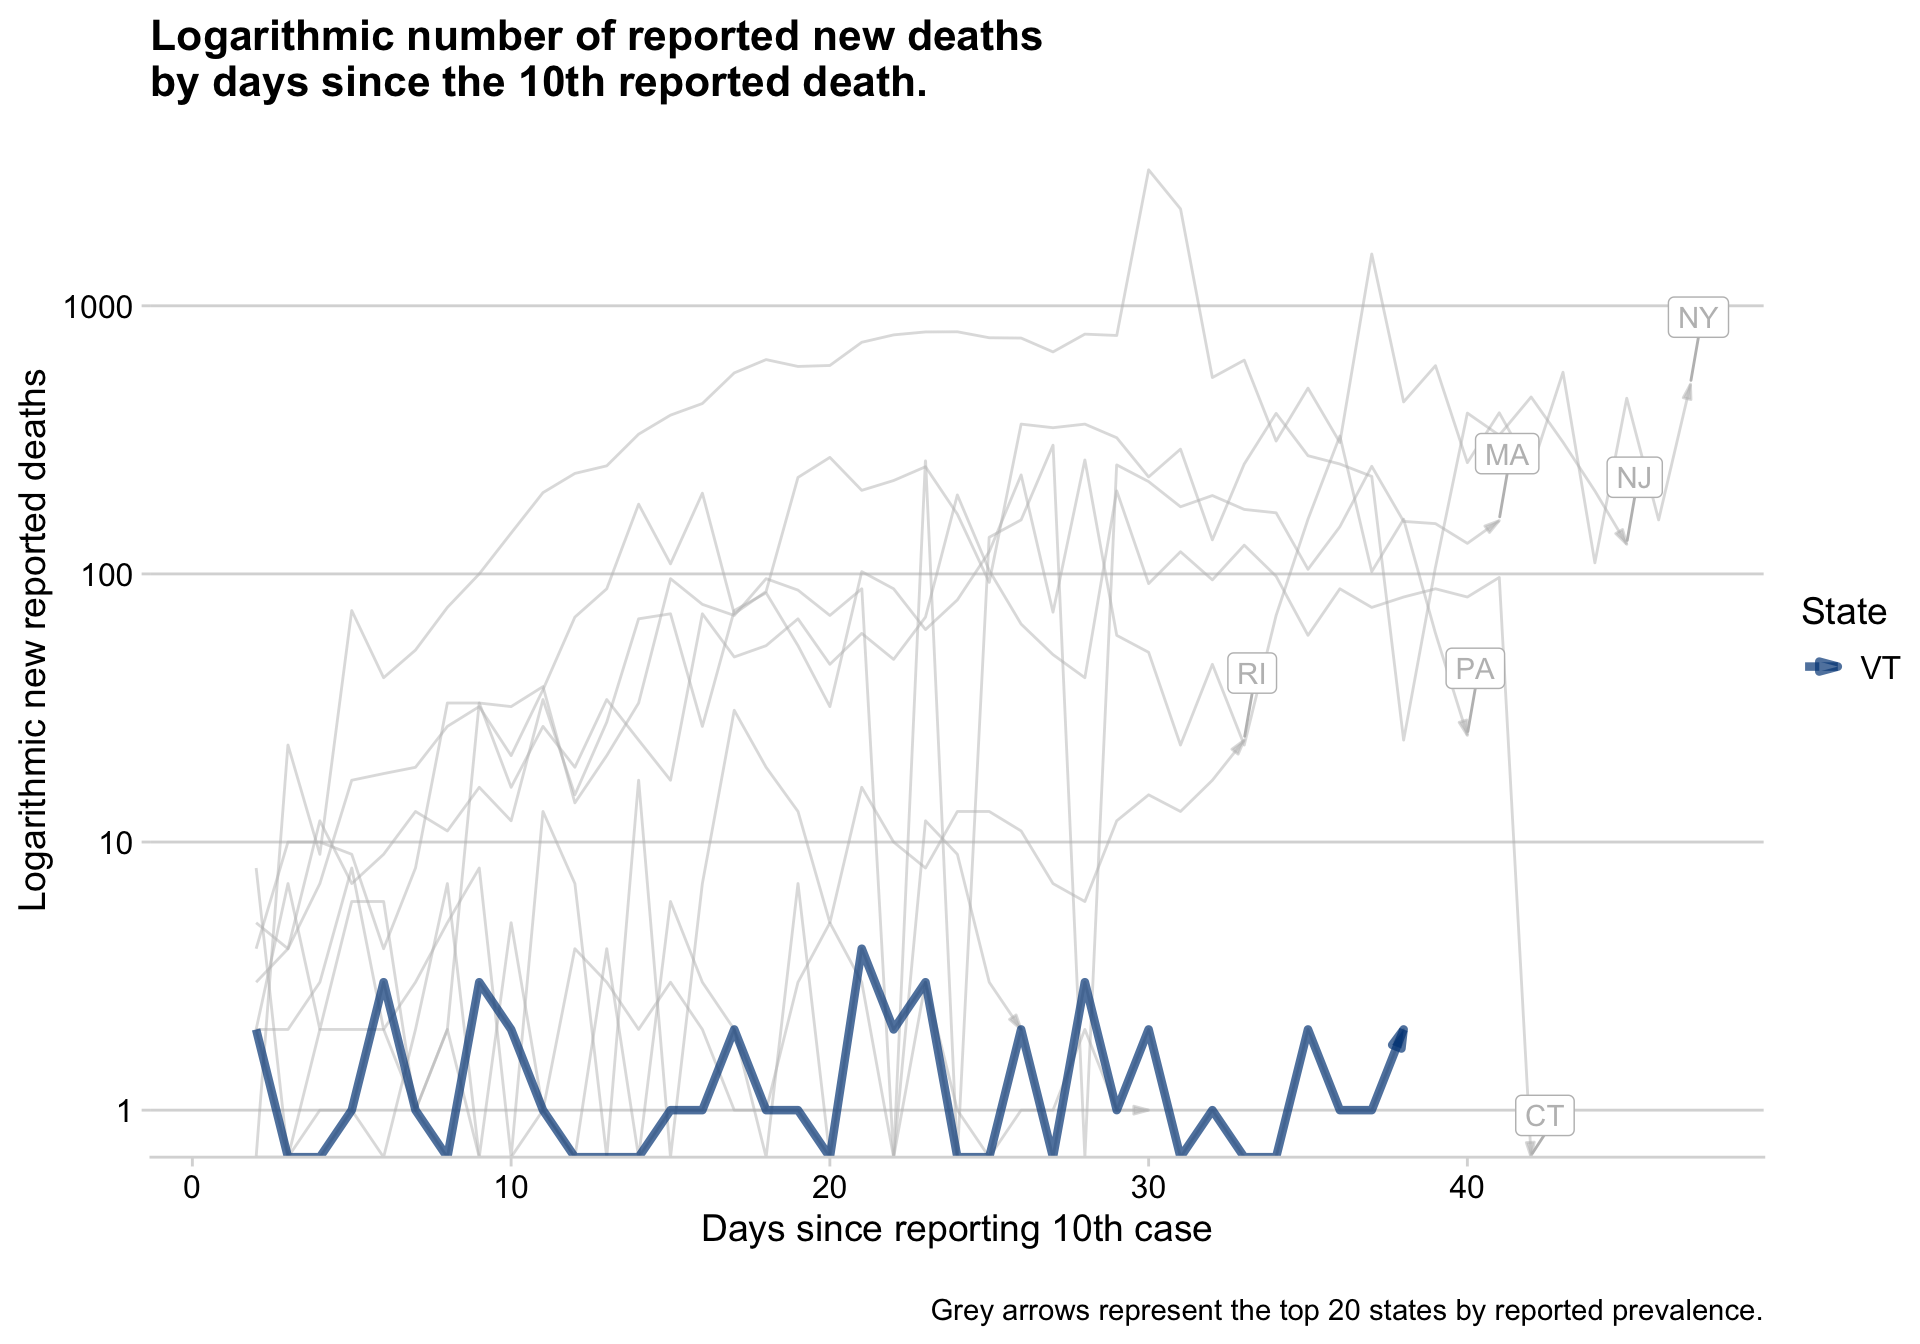 Logarithmic number of reported new deaths
by days since the 10th reported death.
Logarithmic new reported deaths
1000
100
10
1
NY
MA
NJ
RI
PA
CT
State
VT
0 10 20 30 40
Days since reporting 10th case
Grey arrows represent the top 20 states by reported prevalence.